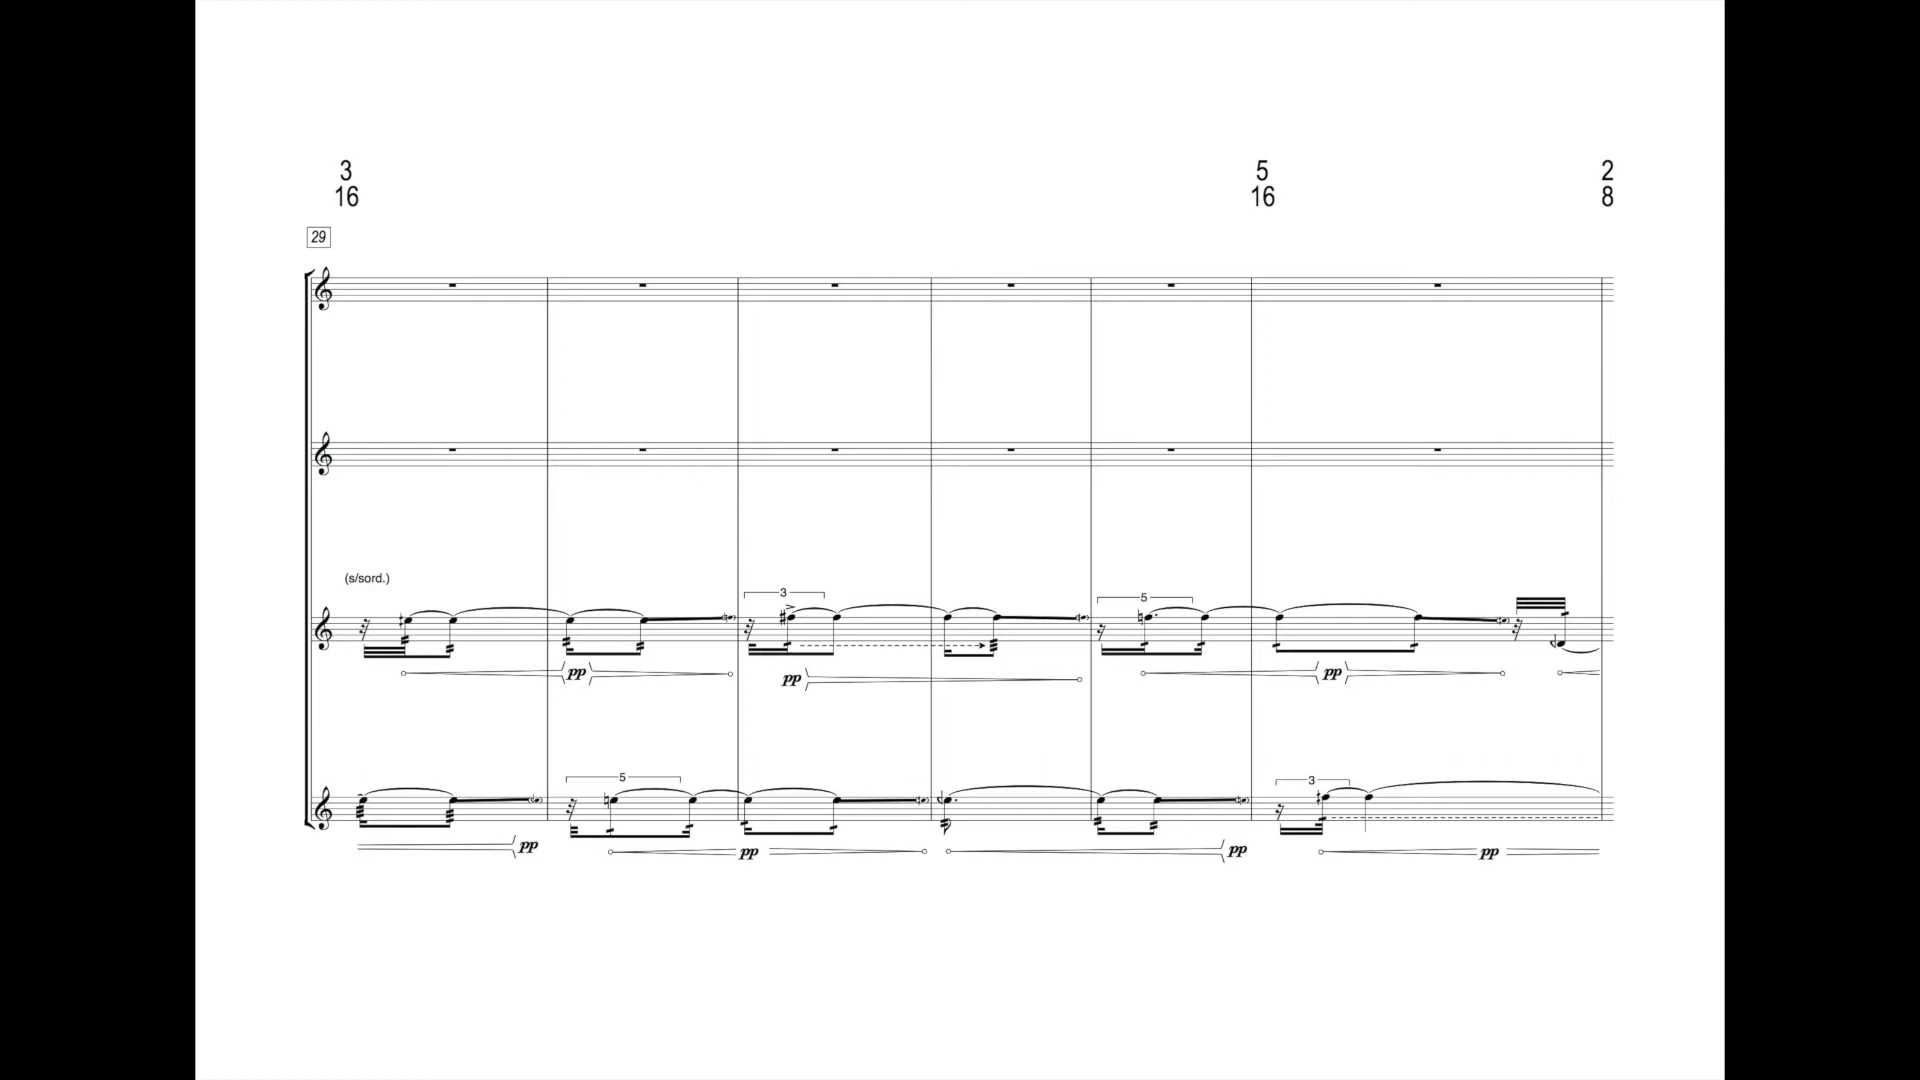 3 5 2
16 16 8
29
(s/sord.)
3 5
pp pp pp
5 3
pp pp pp pp